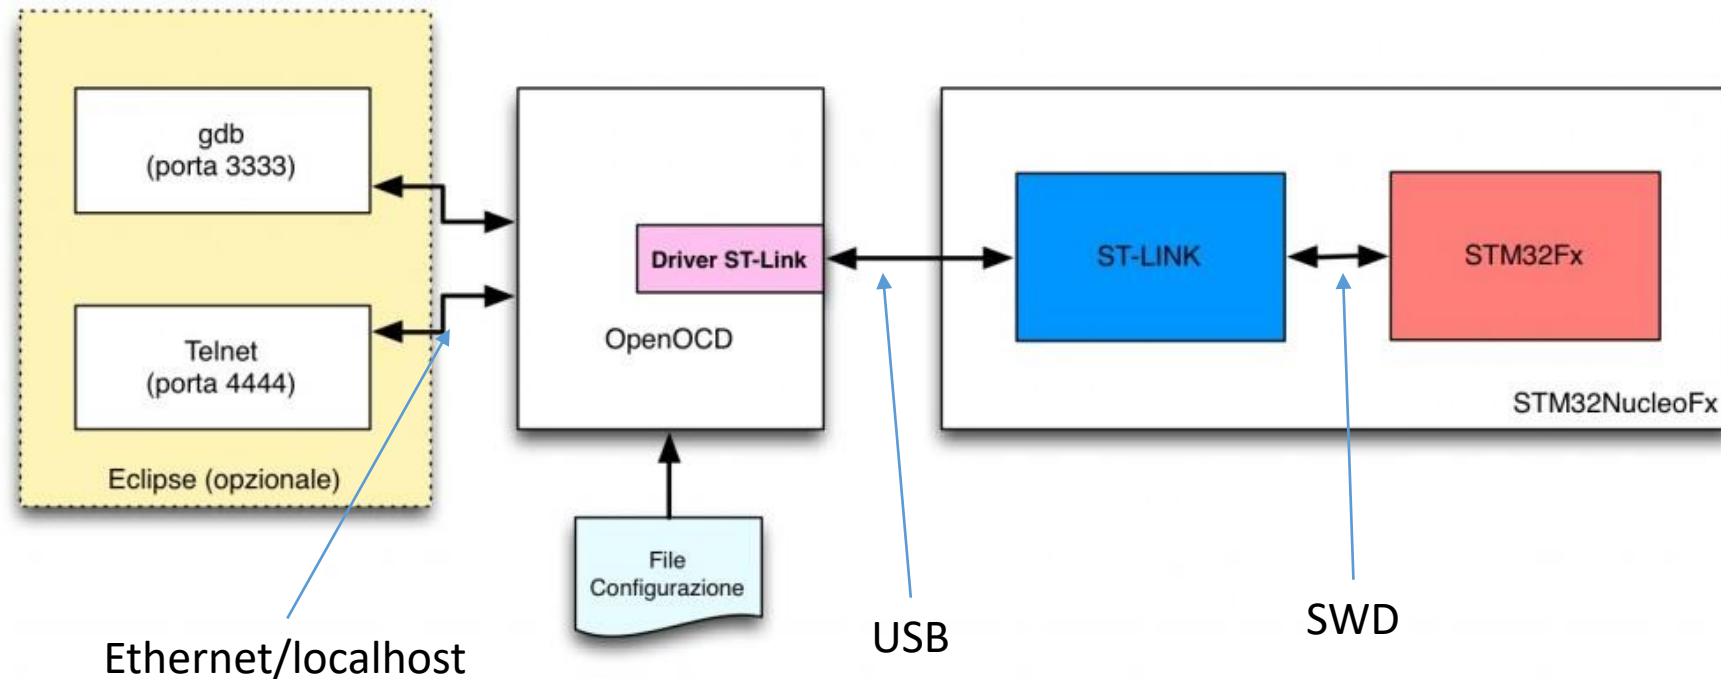 gdb
(porta 3333)
Telnet
(porta 4444)
Eclipse (opzionale)
Driver ST-Link
OpenOCD
File
Configurazione
ST-LINK
STM32Fx
STM32NucleoFx
Ethernet/localhost
USB
SWD